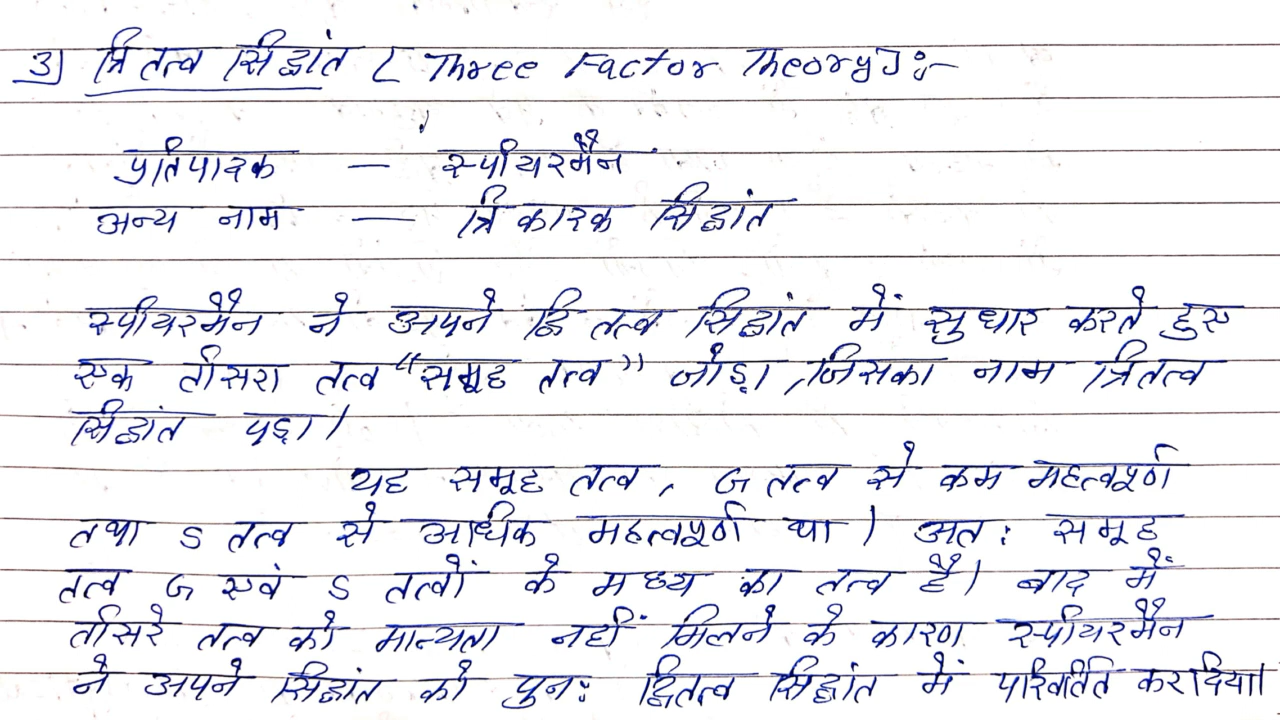 3) त्रि तत्व सिद्धांत ( Three Factor Theory ) :-
प्रतिपादक — स्पीयरमैन
अन्य नाम — त्रि कारक सिद्धांत
स्पीयरमैन ने अपने द्वि तत्व सिद्धांत में सुधार करते हुए
एक तीसरा तत्व "समूह तत्व" जोड़ा, जिसका नाम त्रितत्व
सिद्धांत पड़ा।
यह समूह तत्व, G तत्व से कम महत्वपूर्ण
तथा S तत्व से अधिक महत्वपूर्ण था। अत: समूह
तत्व G एवं S तत्वों के मध्य का तत्व है। बाद में
तीसरे तत्व को मान्यता नहीं मिलने के कारण स्पीयरमैन
ने अपने सिद्धांत को पुन: द्वितत्व सिद्धांत में परिवर्तित कर दिया।